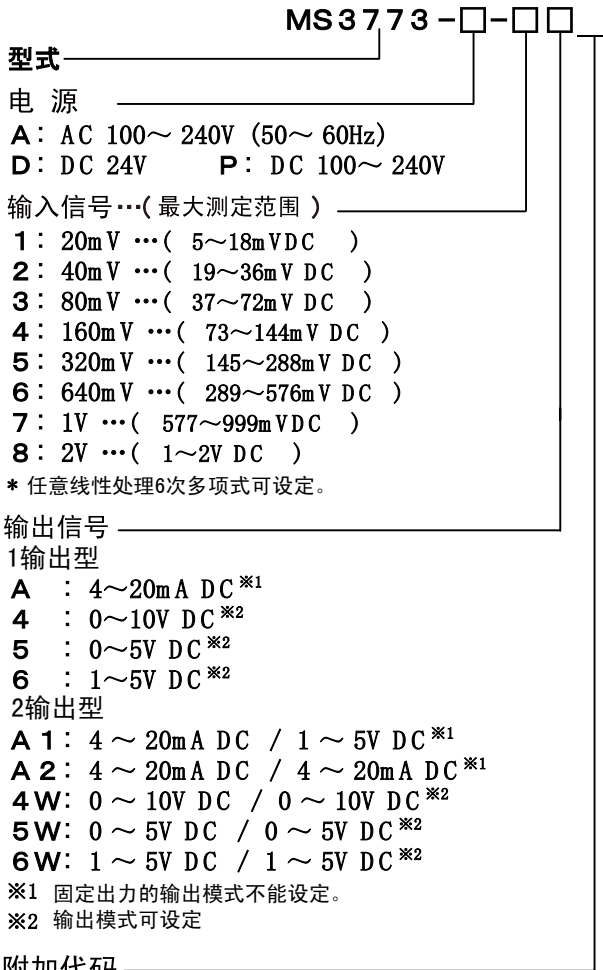 MS3773-□-□□
型式
电 源
A: AC 100～240V (50～60Hz)
D: DC 24V P: DC 100～240V
输入信号…(最大测定范围)
1: 20mV …( 5～18mVDC )
2: 40mV …( 19～36mV DC )
3: 80mV …( 37～72mV DC )
4: 160mV …( 73～144mV DC )
5: 320mV …( 145～288mV DC )
6: 640mV …( 289～576mV DC )
7: 1V …( 577～999mVDC )
8: 2V …( 1～2V DC )
* 任意线性处理6次多项式可设定。
输出信号
1输出型
A : 4～20mA DC※1
4 : 0～10V DC※2
5 : 0～5V DC※2
6 : 1～5V DC※2
2输出型
A1: 4～20mA DC / 1～5V DC※1
A2: 4～20mA DC / 4～20mA DC※1
4W: 0～10V DC / 0～10V DC※2
5W: 0～5V DC / 0～5V DC※2
6W: 1～5V DC / 1～5V DC※2
※1 固定出力的输出模式不能设定。
※2 输出模式可设定
附加代码